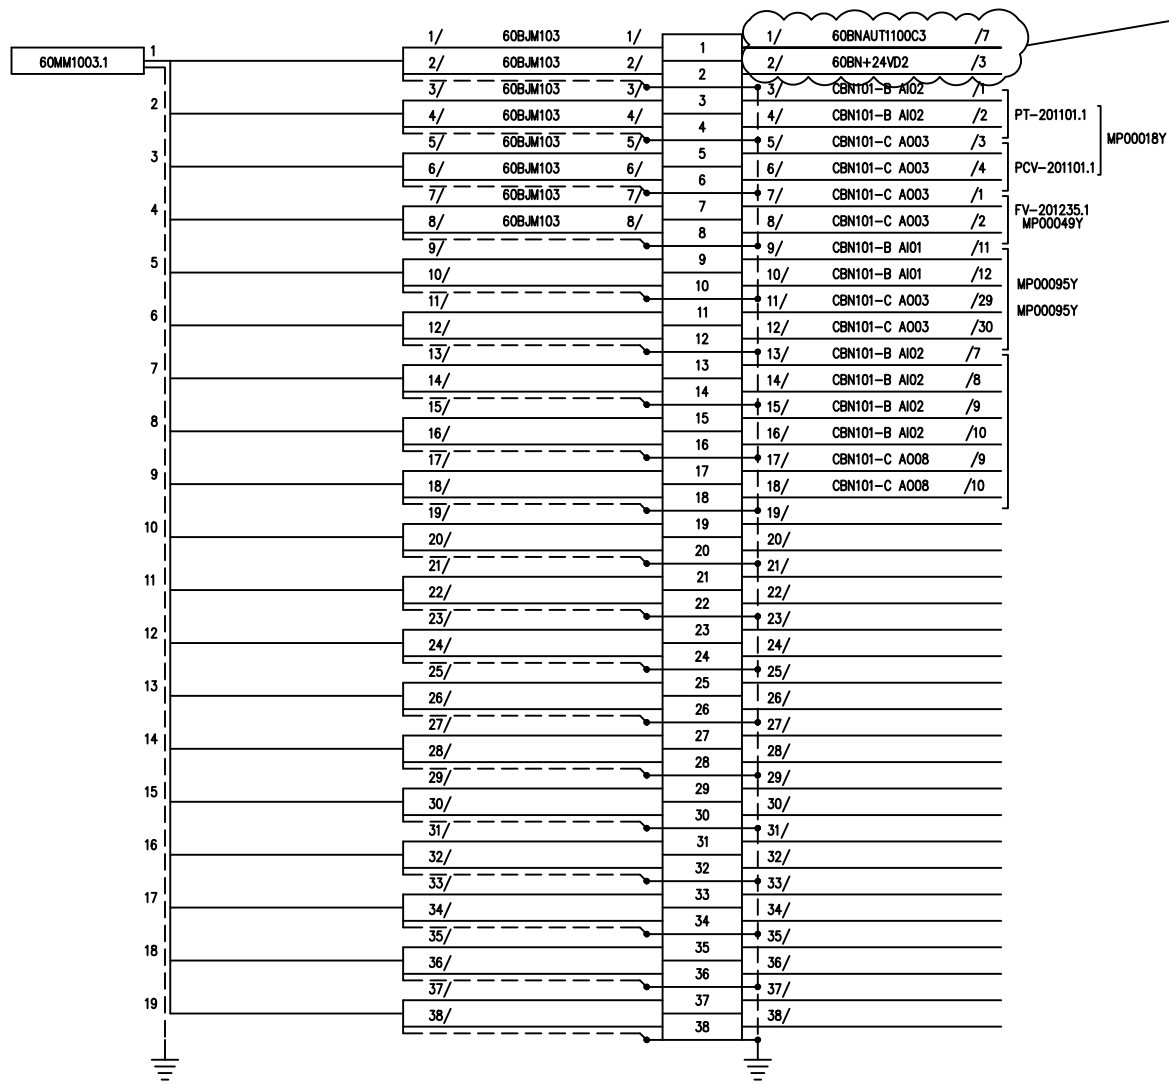 1/ 60BJM103 1/ 1/ 60BNAUT1100C3 /7
60MM1003.1 1 1
2/ 60BJM103 2/ 2/ 60BN+24VD2 /3
2
3/ 60BJM103 3/ 3/ CBN101-B AI02 /1
2 3
4/ 60BJM103 4/ 4/ CBN101-B AI02 /2 PT-201101.1
4
5/ 60BJM103 5/ 5/ CBN101-C AO03 /3 MP00018Y
3 5
6/ 60BJM103 6/ 6/ CBN101-C AO03 /4 PCV-201101.1
6
7/ 60BJM103 7/ 7/ CBN101-C AO03 /1
4 7 FV-201235.1
8/ 60BJM103 8/ 8/ CBN101-C AO03 /2 MP00049Y
8
9/ 9/ CBN101-B AI01 /11
5 9
10/ 10/ CBN101-B AI01 /12 MP00095Y
10
11/ 11/ CBN101-C AO03 /29 MP00095Y
6 11
12/ 12/ CBN101-C AO03 /30
12
13/ 13/ CBN101-B AI02 /7
7 13
14/ 14/ CBN101-B AI02 /8
14
15/ 15/ CBN101-B AI02 /9
8 15
16/ 16/ CBN101-B AI02 /10
16
17/ 17/ CBN101-C AO08 /9
9 17
18/ 18/ CBN101-C AO08 /10
18
19/ 19/
10 19
20/ 20/
20
21/ 21/
11 21
22/ 22/
22
23/ 23/
12 23
24/ 24/
24
25/ 25/
13 25
26/ 26/
26
27/ 27/
14 27
28/ 28/
28
29/ 29/
15 29
30/ 30/
30
31/ 31/
16 31
32/ 32/
32
33/ 33/
17 33
34/ 34/
34
35/ 35/
18 35
36/ 36/
36
37/ 37/
19 37
38/ 38/
38